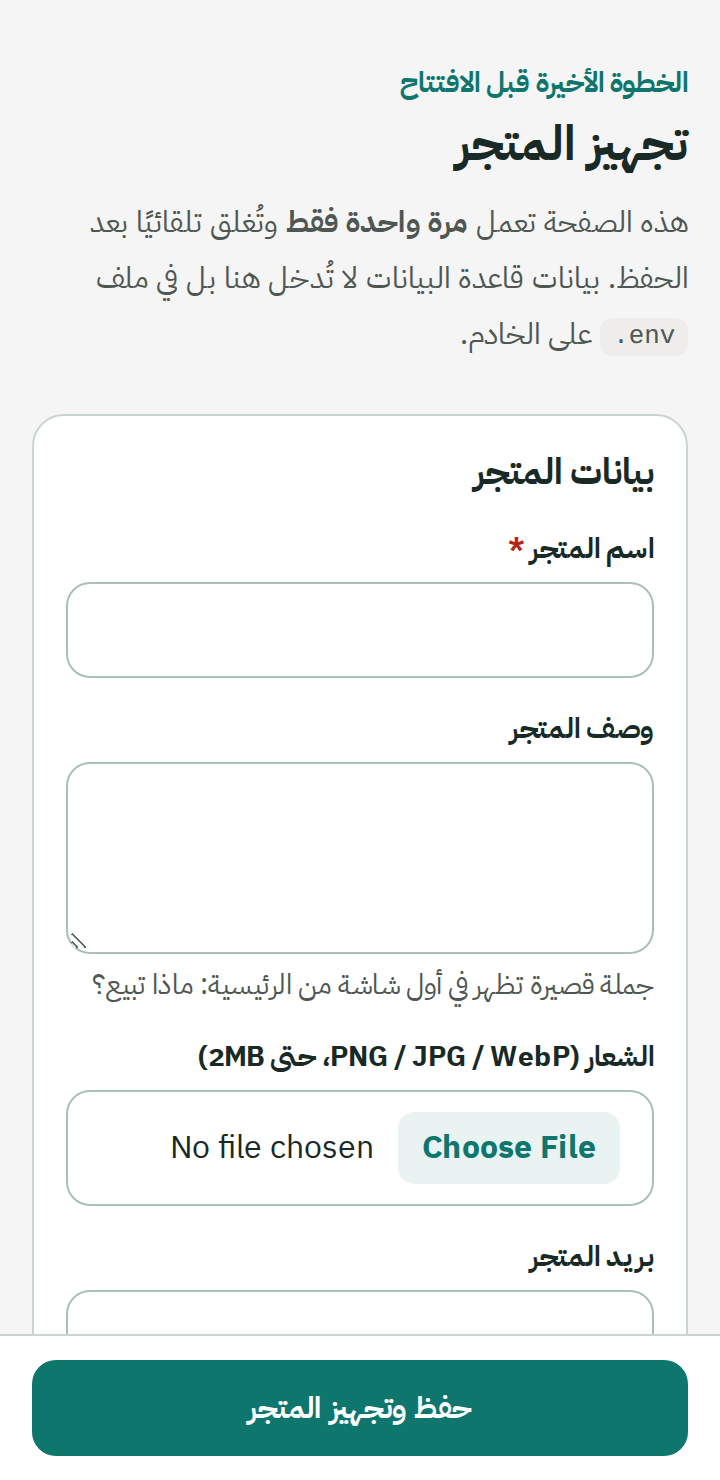 الخطوة الأخيرة قبل الافتتاح
تجهيز المتجر
هذه الصفحة تعمل مرة واحدة فقط وتُغلق تلقائيًا بعد
الحفظ. بيانات قاعدة البيانات لا تُدخل هنا بل في ملف
.env على الخادم.
بيانات المتجر
اسم المتجر *
وصف المتجر
جملة قصيرة تظهر في أول شاشة من الرئيسية: ماذا تبيع؟
الشعار (PNG / JPG / WebP، حتى 2MB)
Choose File No file chosen
بريد المتجر
حفظ وتجهيز المتجر